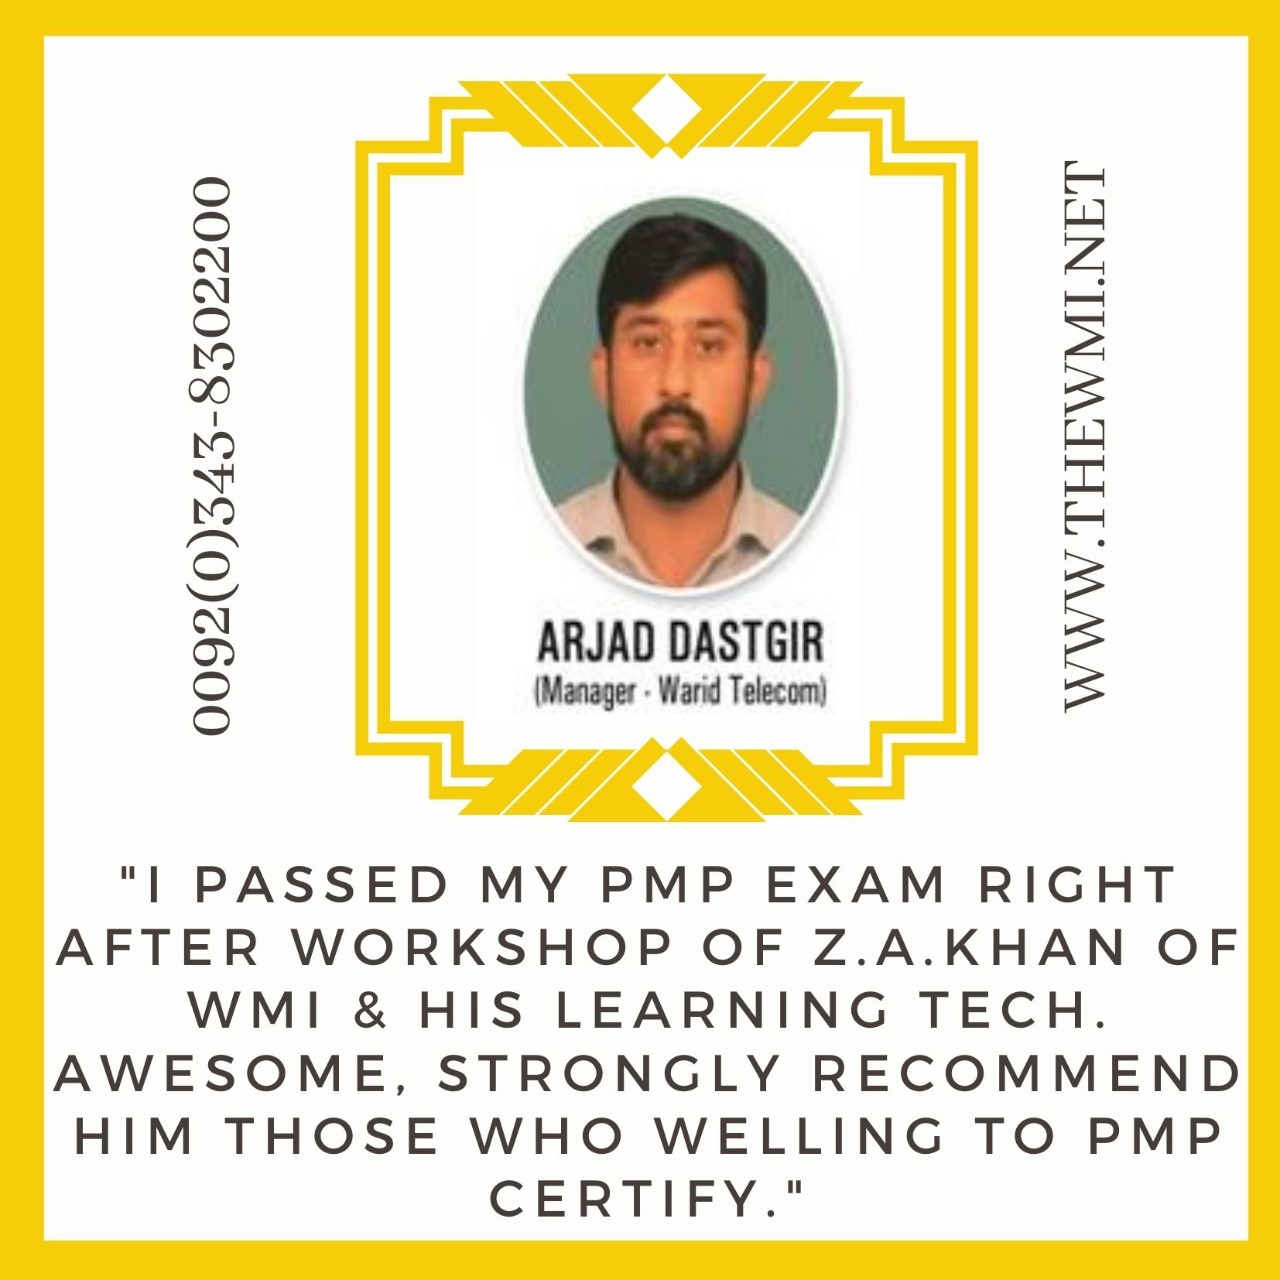 0092(0)343-8302200
WWW.THEWMI.NET
ARJAD DASTGIR
(Manager - Warid Telecom)
"I PASSED MY PMP EXAM RIGHT
AFTER WORKSHOP OF Z.A.KHAN OF
WMI & HIS LEARNING TECH.
AWESOME, STRONGLY RECOMMEND
HIM THOSE WHO WELLING TO PMP
CERTIFY."